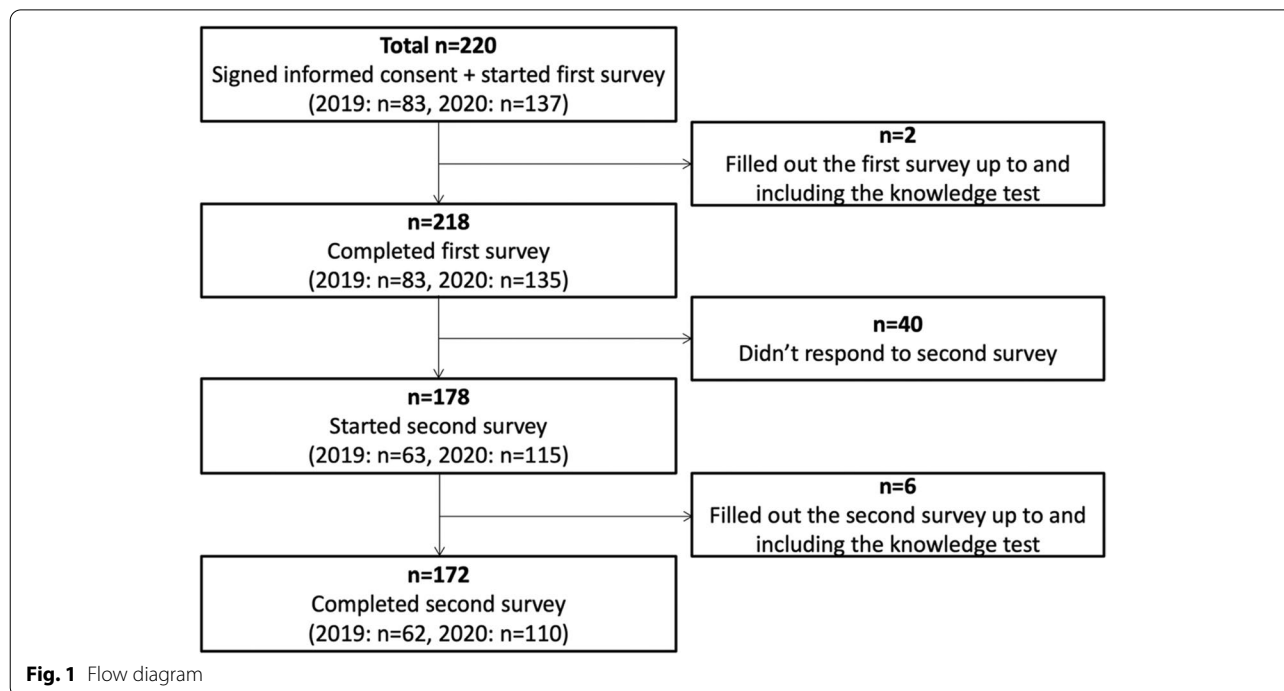 Total n=220
Signed informed consent + started first survey
(2019: n=83, 2020: n=137)
n=2
Filled out the first survey up to and
including the knowledge test
n=218
Completed first survey
(2019: n=83, 2020: n=135)
n=40
Didn’t respond to second survey
n=178
Started second survey
(2019: n=63, 2020: n=115)
n=6
Filled out the second survey up to and
including the knowledge test
n=172
Completed second survey
(2019: n=62, 2020: n=110)
Fig. 1 Flow diagram